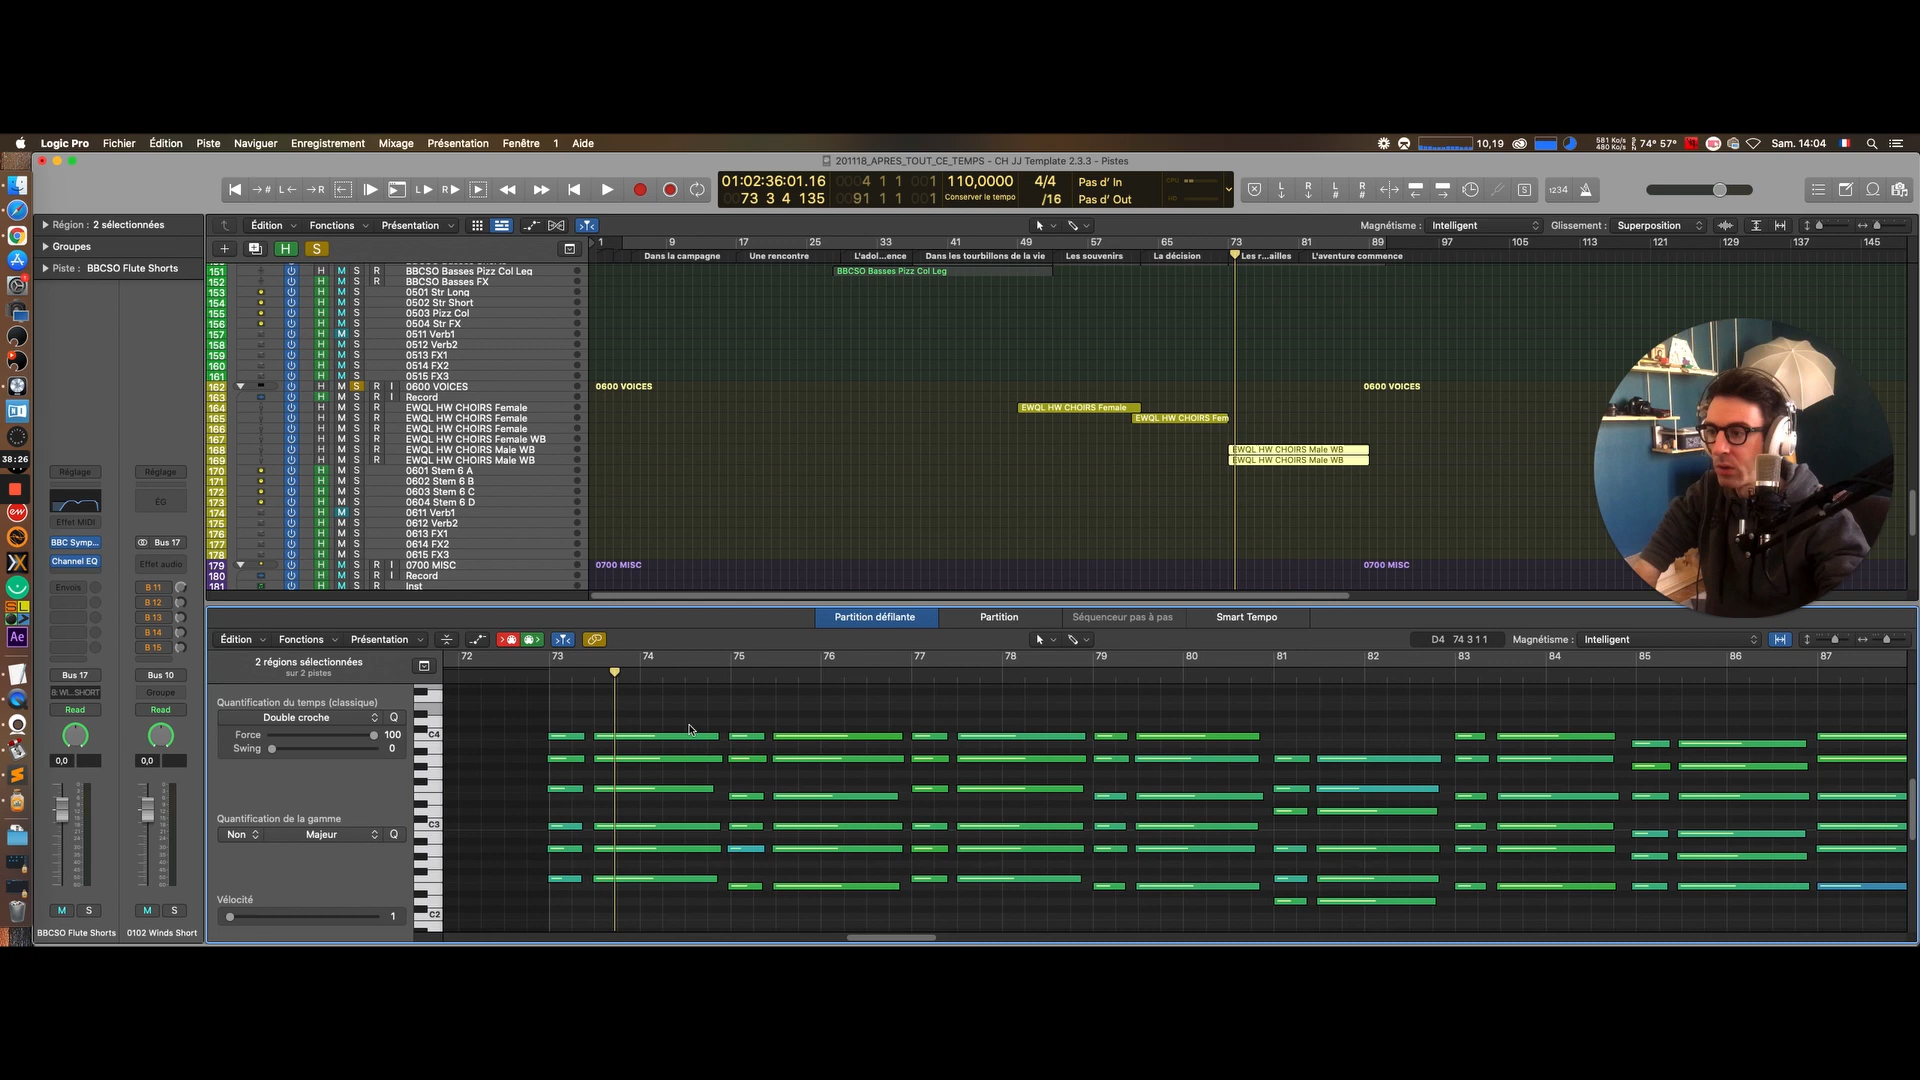 Logic Pro Fichier Édition Piste Naviguer Enregistrement Mixage Présentation Fenêtre 1 Aide
10,19 581 Ko/s 480 Ko/s 74° 57° Sam. 14:04
201118_APRES_TOUT_CE_TEMPS - CH JJ Template 2.3.3 - Pistes
01:02:36:01.16 0004 1 1 001 110,0000 4/4 Pas d' In CPU
73 3 4 135 0091 1 1 001 Conserver le tempo /16 Pas d' Out HD
1234
Région : 2 sélectionnées
Groupes
Piste : BBCSO Flute Shorts
Édition Fonctions Présentation
Magnétisme : Intelligent Glissement : Superposition
H S
1 9 17 25 33 41 49 57 65 73 81 89 97 105 113 121 129 137 145
Dans la campagne Une rencontre L'adol...ence Dans les tourbillons de la vie Les souvenirs La décision Les r...ailles L'aventure commence
151 H M S R BBCSO Basses Pizz Col Leg BBCSO Basses Pizz Col Leg
152 H M S R BBCSO Basses FX
153 H M S 0501 Str Long
154 H M S 0502 Str Short
155 H M S 0503 Pizz Col
156 H M S 0504 Str FX
157 H M S 0511 Verb1
158 H M S 0512 Verb2
159 H M S 0513 FX1
160 H M S 0514 FX2
161 H M S 0515 FX3
162 H M S R I 0600 VOICES 0600 VOICES 0600 VOICES
163 H M S R I Record
164 H M S R EWQL HW CHOIRS Female EWQL HW CHOIRS Female
165 H M S R EWQL HW CHOIRS Female EWQL HW CHOIRS Fem
166 H M S R EWQL HW CHOIRS Female
167 H M S R EWQL HW CHOIRS Female WB
168 H M S R EWQL HW CHOIRS Male WB EWQL HW CHOIRS Male WB
169 H M S R EWQL HW CHOIRS Male WB EWQL HW CHOIRS Male WB
170 H M S 0601 Stem 6 A
171 H M S 0602 Stem 6 B
172 H M S 0603 Stem 6 C
173 H M S 0604 Stem 6 D
174 H M S 0611 Verb1
175 H M S 0612 Verb2
176 H M S 0613 FX1
177 H M S 0614 FX2
178 H M S 0615 FX3
179 H M S R I 0700 MISC 0700 MISC 0700 MISC
180 H M S R I Record
181 H M S R Inst
38:26
Ae
Réglage Réglage
ÉG
Effet MIDI
BBC Symp... Bus 17
Channel EQ Effet audio
Envois B 11
B 12
B 13
B 14
B 15
Bus 17 Bus 10
8: WI...SHORT Groupe
Read Read
0,0 0,0
M S M S
BBCSO Flute Shorts 0102 Winds Short
Partition défilante Partition Séquenceur pas à pas Smart Tempo
Édition Fonctions Présentation
D4 74 3 1 1 Magnétisme : Intelligent
2 régions sélectionnées
sur 2 pistes
72 73 74 75 76 77 78 79 80 81 82 83 84 85 86 87
Quantification du temps (classique)
Double croche Q
Force 100
Swing 0
Quantification de la gamme
Non Majeur Q
Vélocité
1
C4
C3
C2